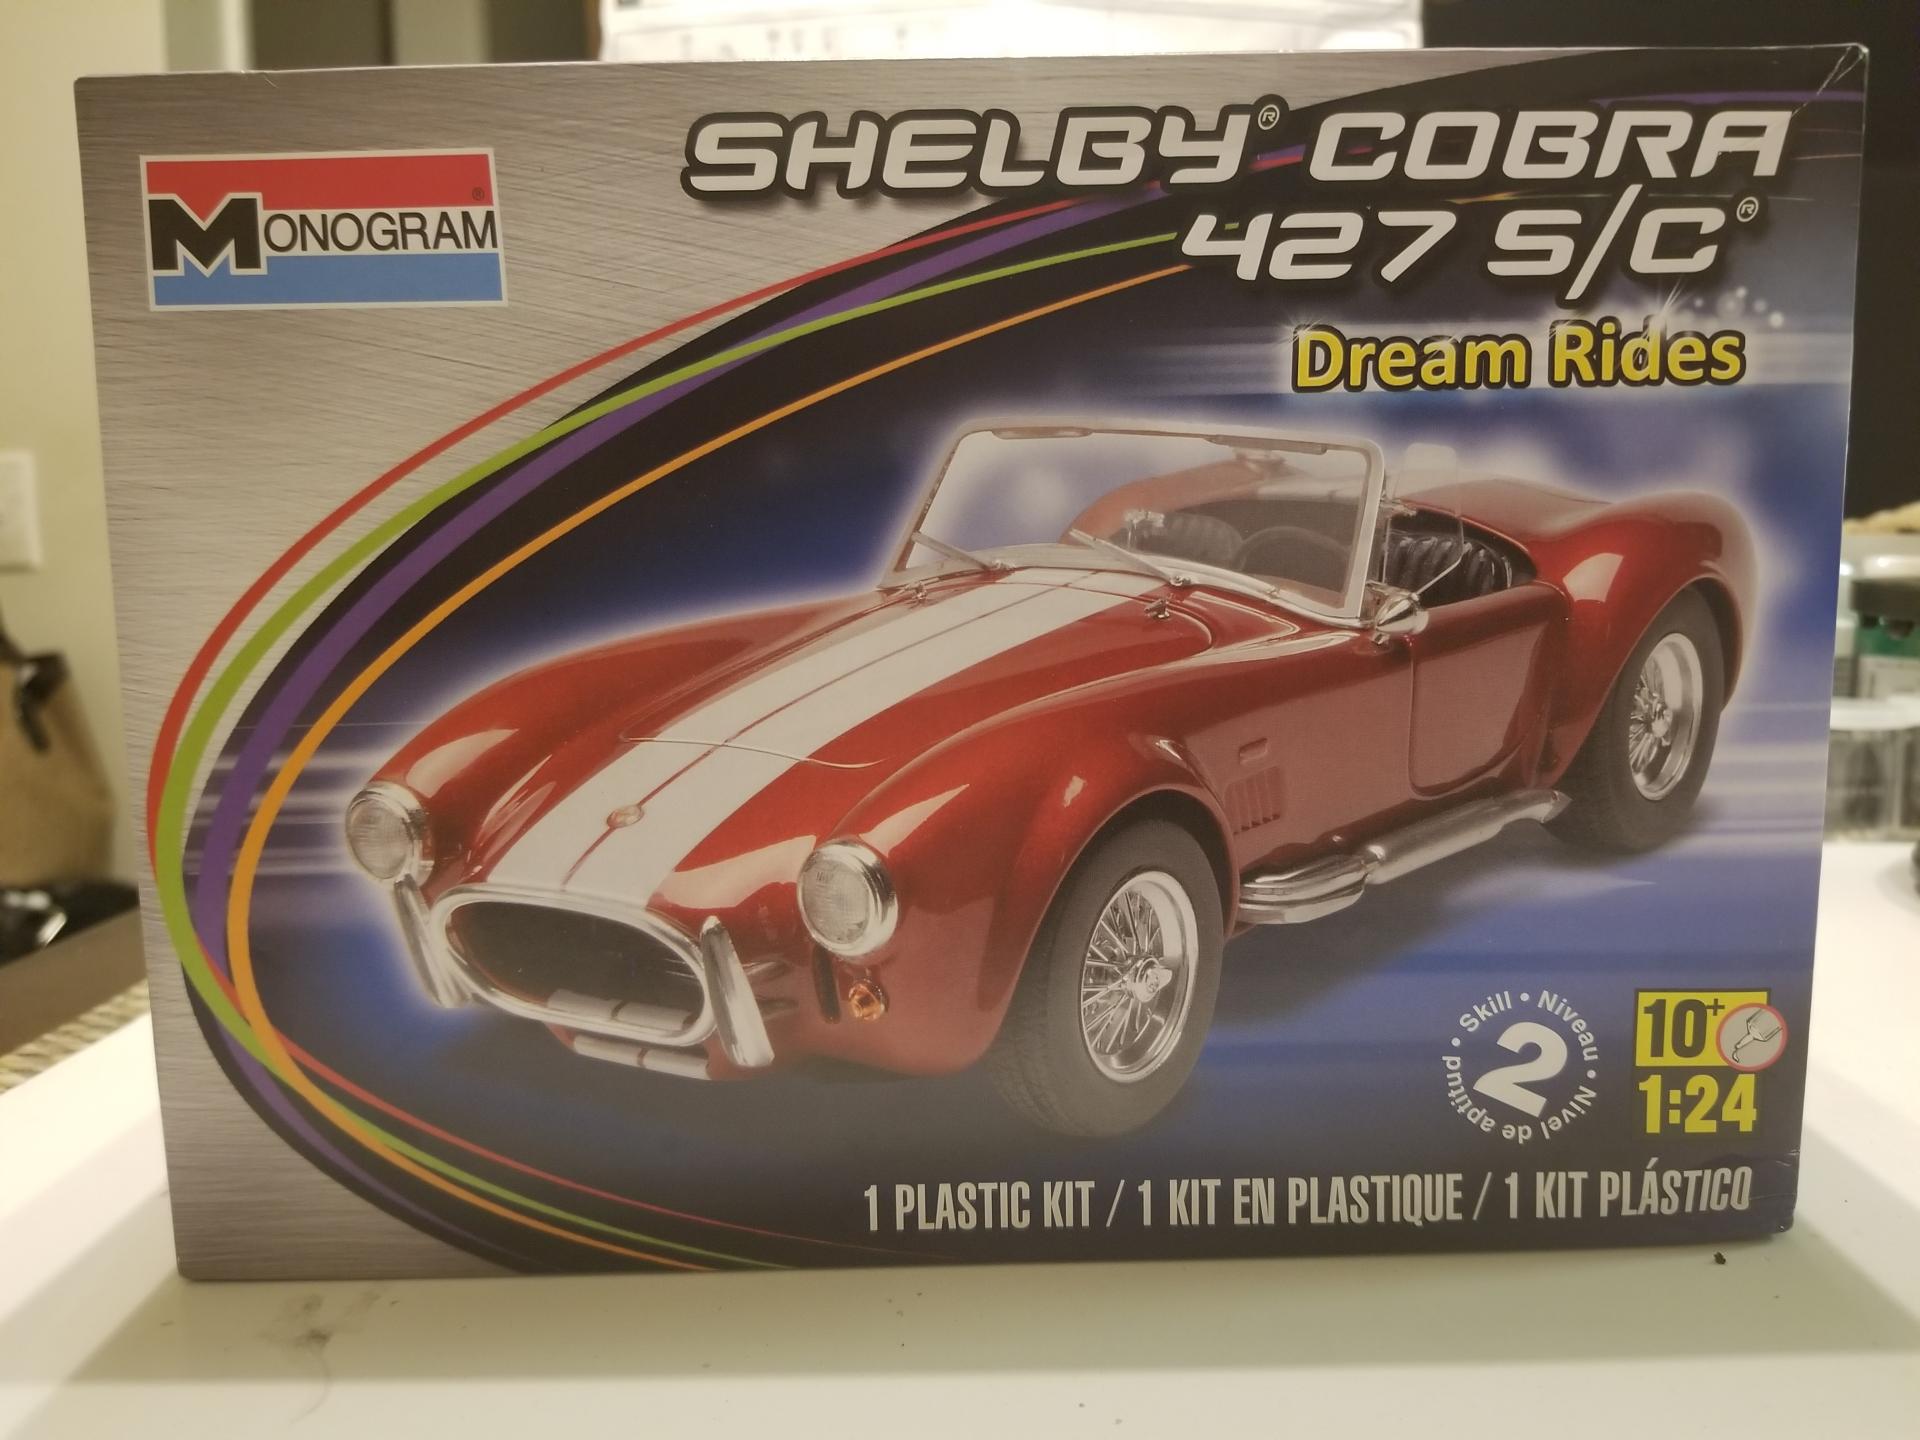 SHELBY® COBRA
427 S/C®
Dream Rides
MONOGRAM®
Skill • Niveau • Nivel de aptitud •
2
10+
1:24
1 PLASTIC KIT / 1 KIT EN PLASTIQUE / 1 KIT PLÁSTICO